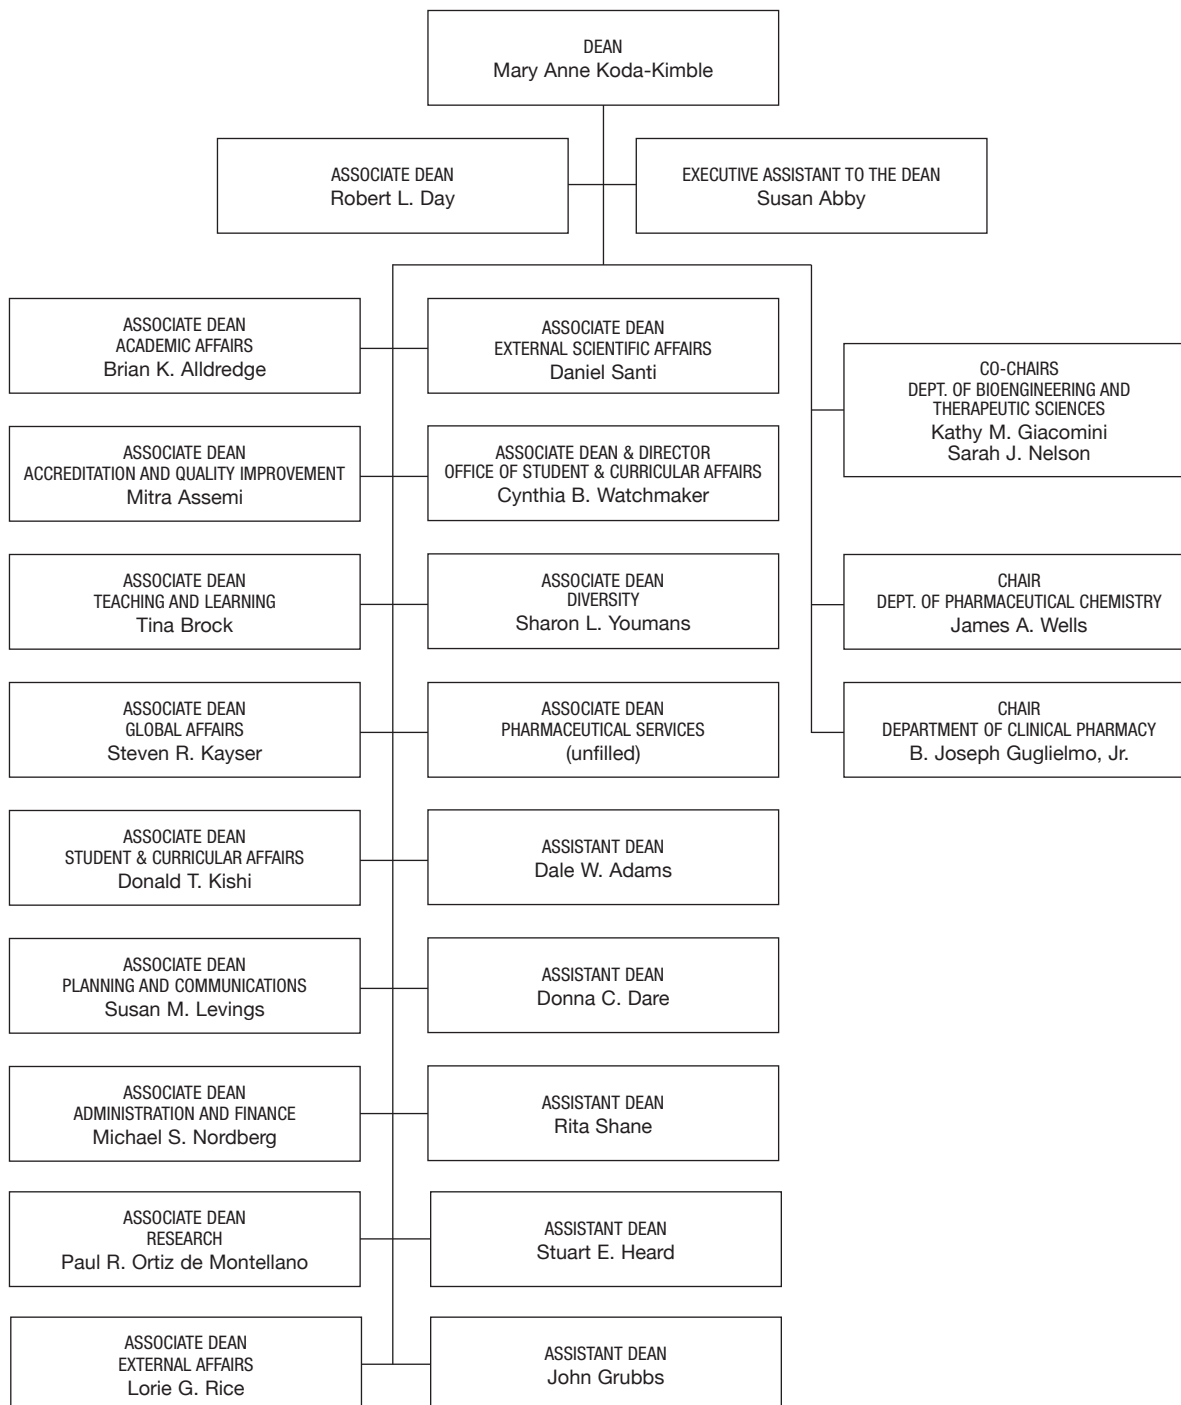 DEAN
Mary Anne Koda-Kimble
ASSOCIATE DEAN
Robert L. Day
EXECUTIVE ASSISTANT TO THE DEAN
Susan Abby
ASSOCIATE DEAN
ACADEMIC AFFAIRS
Brian K. Alldredge
ASSOCIATE DEAN
EXTERNAL SCIENTIFIC AFFAIRS
Daniel Santi
CO-CHAIRS
DEPT. OF BIOENGINEERING AND
THERAPEUTIC SCIENCES
Kathy M. Giacomini
Sarah J. Nelson
ASSOCIATE DEAN
ACCREDITATION AND QUALITY IMPROVEMENT
Mitra Assemi
ASSOCIATE DEAN & DIRECTOR
OFFICE OF STUDENT & CURRICULAR AFFAIRS
Cynthia B. Watchmaker
ASSOCIATE DEAN
TEACHING AND LEARNING
Tina Brock
ASSOCIATE DEAN
DIVERSITY
Sharon L. Youmans
CHAIR
DEPT. OF PHARMACEUTICAL CHEMISTRY
James A. Wells
ASSOCIATE DEAN
GLOBAL AFFAIRS
Steven R. Kayser
ASSOCIATE DEAN
PHARMACEUTICAL SERVICES
(unfilled)
CHAIR
DEPARTMENT OF CLINICAL PHARMACY
B. Joseph Guglielmo, Jr.
ASSOCIATE DEAN
STUDENT & CURRICULAR AFFAIRS
Donald T. Kishi
ASSISTANT DEAN
Dale W. Adams
ASSOCIATE DEAN
PLANNING AND COMMUNICATIONS
Susan M. Levings
ASSISTANT DEAN
Donna C. Dare
ASSOCIATE DEAN
ADMINISTRATION AND FINANCE
Michael S. Nordberg
ASSISTANT DEAN
Rita Shane
ASSOCIATE DEAN
RESEARCH
Paul R. Ortiz de Montellano
ASSISTANT DEAN
Stuart E. Heard
ASSOCIATE DEAN
EXTERNAL AFFAIRS
Lorie G. Rice
ASSISTANT DEAN
John Grubbs